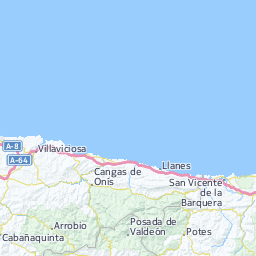 A-8
Villaviciosa
A-64
Llanes
Cangas de
Onís
San Vicente
de la
Barquera
Arrobio
Posada de
Valdeón
Potes
Cabañaquinta